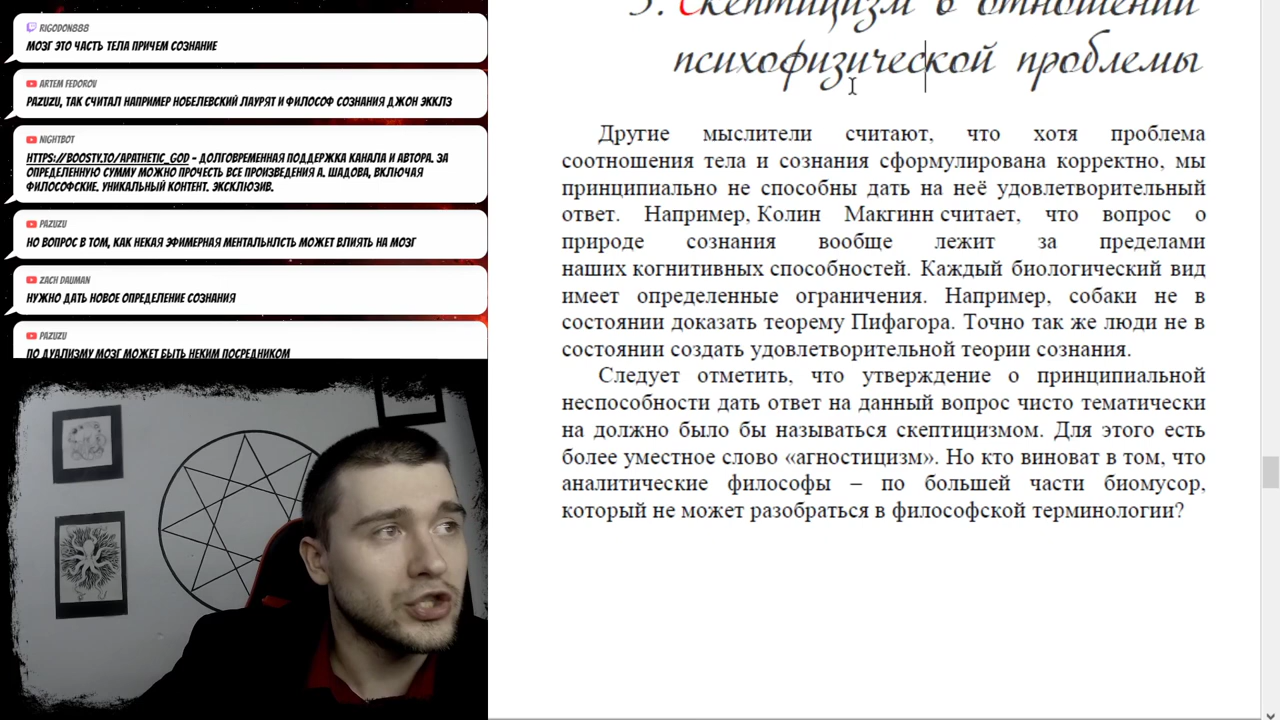 RIGODON888
МОЗГ ЭТО ЧАСТЬ ТЕЛА ПРИЧЕМ СОЗНАНИЕ
ARTEM FEDOROV
PAZUZU, ТАК СЧИТАЛ НАПРИМЕР НОБЕЛЕВСКИЙ ЛАУРЯТ И ФИЛОСОФ СОЗНАНИЯ ДЖОН ЭККЛЗ
NIGHTBOT
HTTPS://BOOSTY.TO/APATHETIC_GOD - ДОЛГОВРЕМЕННАЯ ПОДДЕРЖКА КАНАЛА И АВТОРА. ЗА
ОПРЕДЕЛЕННУЮ СУММУ МОЖНО ПРОЧЕСТЬ ВСЕ ПРОИЗВЕДЕНИЯ А. ШАДОВА, ВКЛЮЧАЯ
ФИЛОСОФСКИЕ. УНИКАЛЬНЫЙ КОНТЕНТ. ЭКСКЛЮЗИВ.
PAZUZU
НО ВОПРОС В ТОМ, КАК НЕКАЯ ЭФИМЕРНАЯ МЕНТАЛЬНЛСТЬ МОЖЕТ ВЛИЯТЬ НА МОЗГ
ZACH DAUMAN
НУЖНО ДАТЬ НОВОЕ ОПРЕДЕЛЕНИЕ СОЗНАНИЯ
PAZUZU
ПО ДУАЛИЗМУ МОЗГ МОЖЕТ БЫТЬ НЕКИМ ПОСРЕДНИКОМ
Скептицизм в отношении
психофизической проблемы
Другие мыслители считают, что хотя проблема
соотношения тела и сознания сформулирована корректно, мы
принципиально не способны дать на неё удовлетворительный
ответ. Например, Колин Макгинн считает, что вопрос о
природе сознания вообще лежит за пределами
наших когнитивных способностей. Каждый биологический вид
имеет определенные ограничения. Например, собаки не в
состоянии доказать теорему Пифагора. Точно так же люди не в
состоянии создать удовлетворительной теории сознания.
Следует отметить, что утверждение о принципиальной
неспособности дать ответ на данный вопрос чисто тематически
на должно было бы называться скептицизмом. Для этого есть
более уместное слово «агностицизм». Но кто виноват в том, что
аналитические философы – по большей части биомусор,
который не может разобраться в философской терминологии?